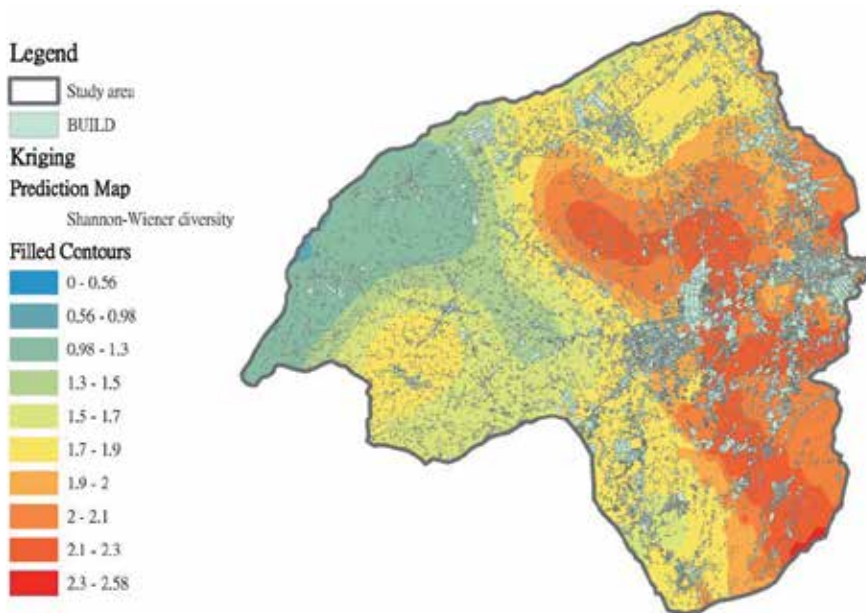 Legend
Study area
BUILD
Kriging
Prediction Map
Shannon-Wiener diversity
Filled Contours
0 - 0.56
0.56 - 0.98
0.98 - 1.3
1.3 - 1.5
1.5 - 1.7
1.7 - 1.9
1.9 - 2
2 - 2.1
2.1 - 2.3
2.3 - 2.58